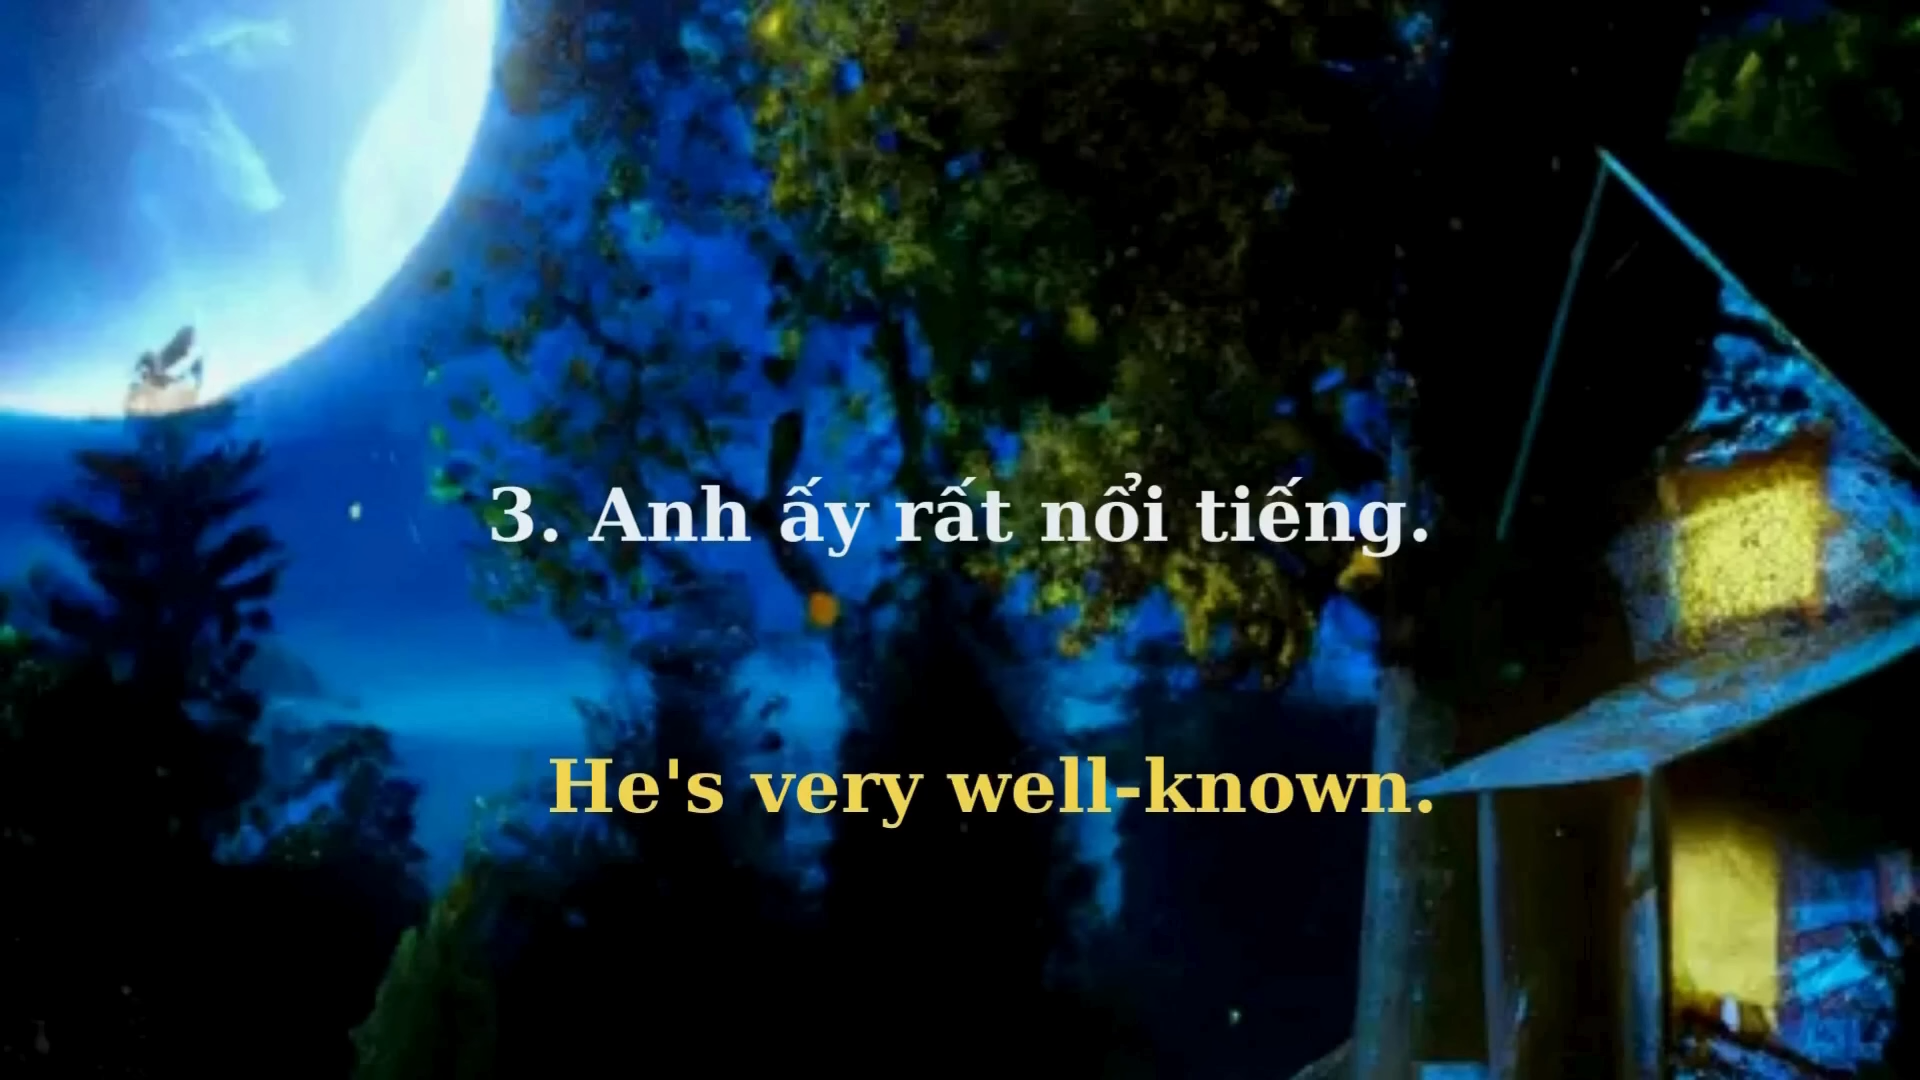 3. Anh ấy rất nổi tiếng.
He's very well-known.